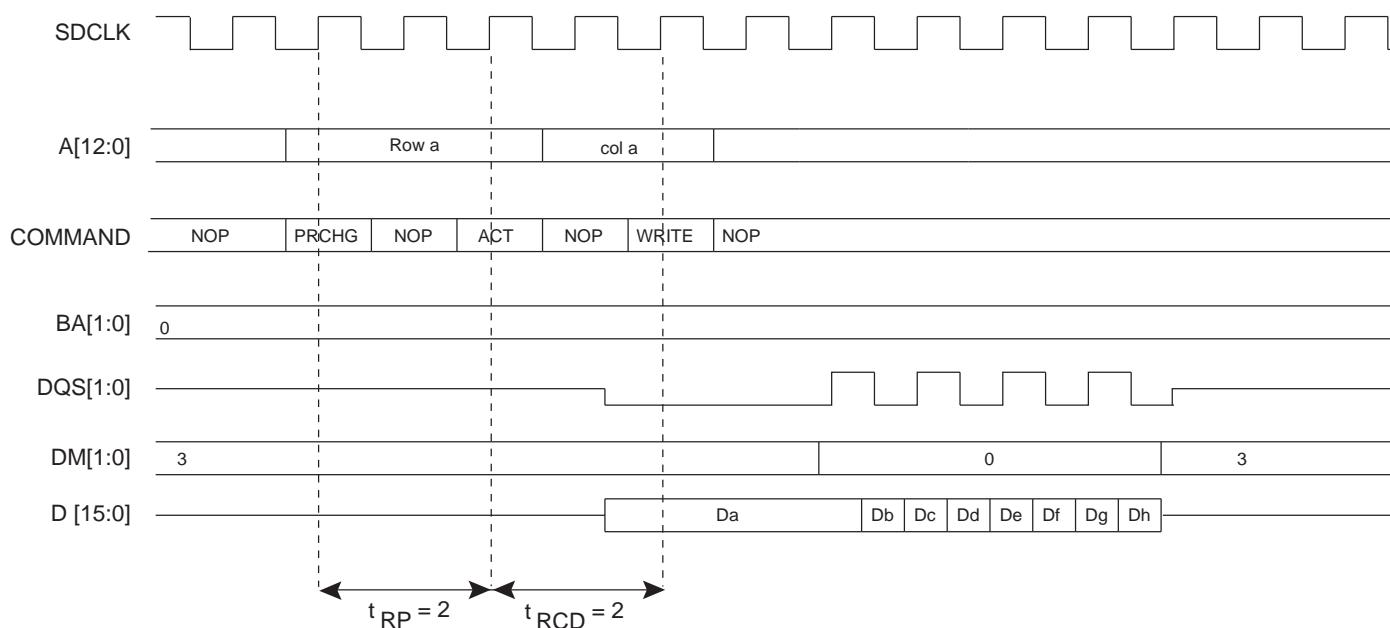 SDCLK
A[12:0] Row a col a
COMMAND NOP PRCHG NOP ACT NOP WRITE NOP
BA[1:0] 0
DQS[1:0]
DM[1:0] 3 0 3
D [15:0] Da Db Dc Dd De Df Dg Dh
t RP = 2 t RCD = 2